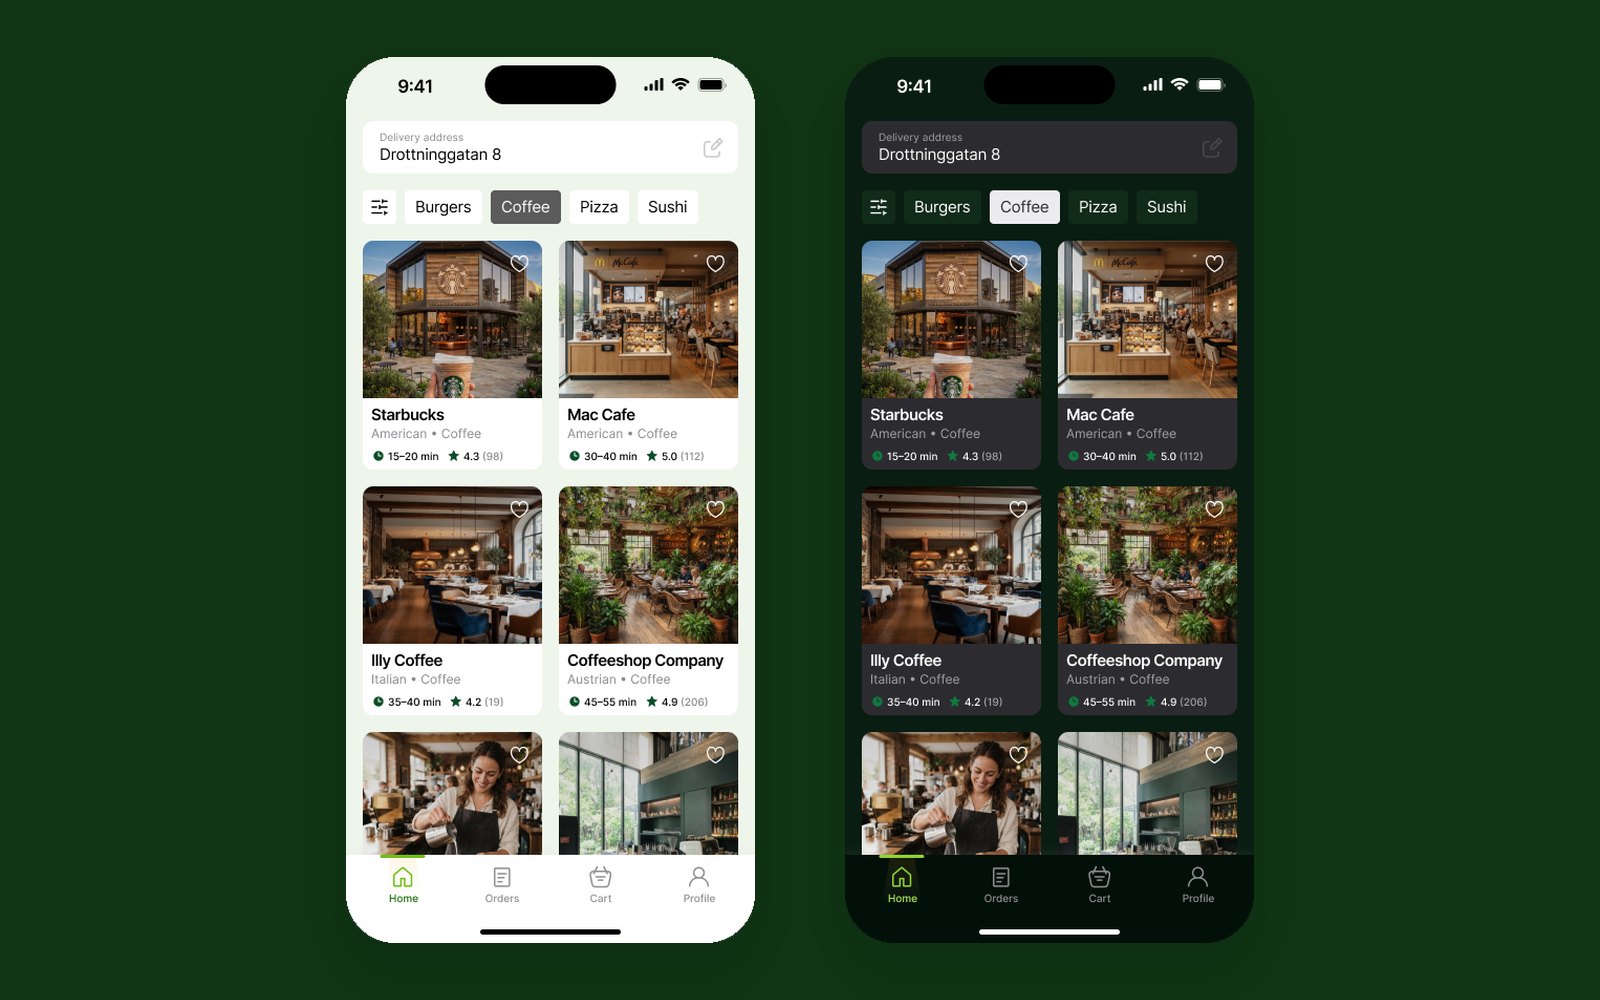 9:41
Delivery address
Drottninggatan 8
Burgers
Coffee
Pizza
Sushi
McCafé
Starbucks
American • Coffee
15–20 min
4.3 (98)
Mac Cafe
American • Coffee
30–40 min
5.0 (112)
BOTANICA
Illy Coffee
Italian • Coffee
35–40 min
4.2 (19)
Coffeeshop Company
Austrian • Coffee
45–55 min
4.9 (206)
Home
Orders
Cart
Profile
9:41
Delivery address
Drottninggatan 8
Burgers
Coffee
Pizza
Sushi
McCafé
Starbucks
American • Coffee
15–20 min
4.3 (98)
Mac Cafe
American • Coffee
30–40 min
5.0 (112)
BOTANICA
Illy Coffee
Italian • Coffee
35–40 min
4.2 (19)
Coffeeshop Company
Austrian • Coffee
45–55 min
4.9 (206)
Home
Orders
Cart
Profile